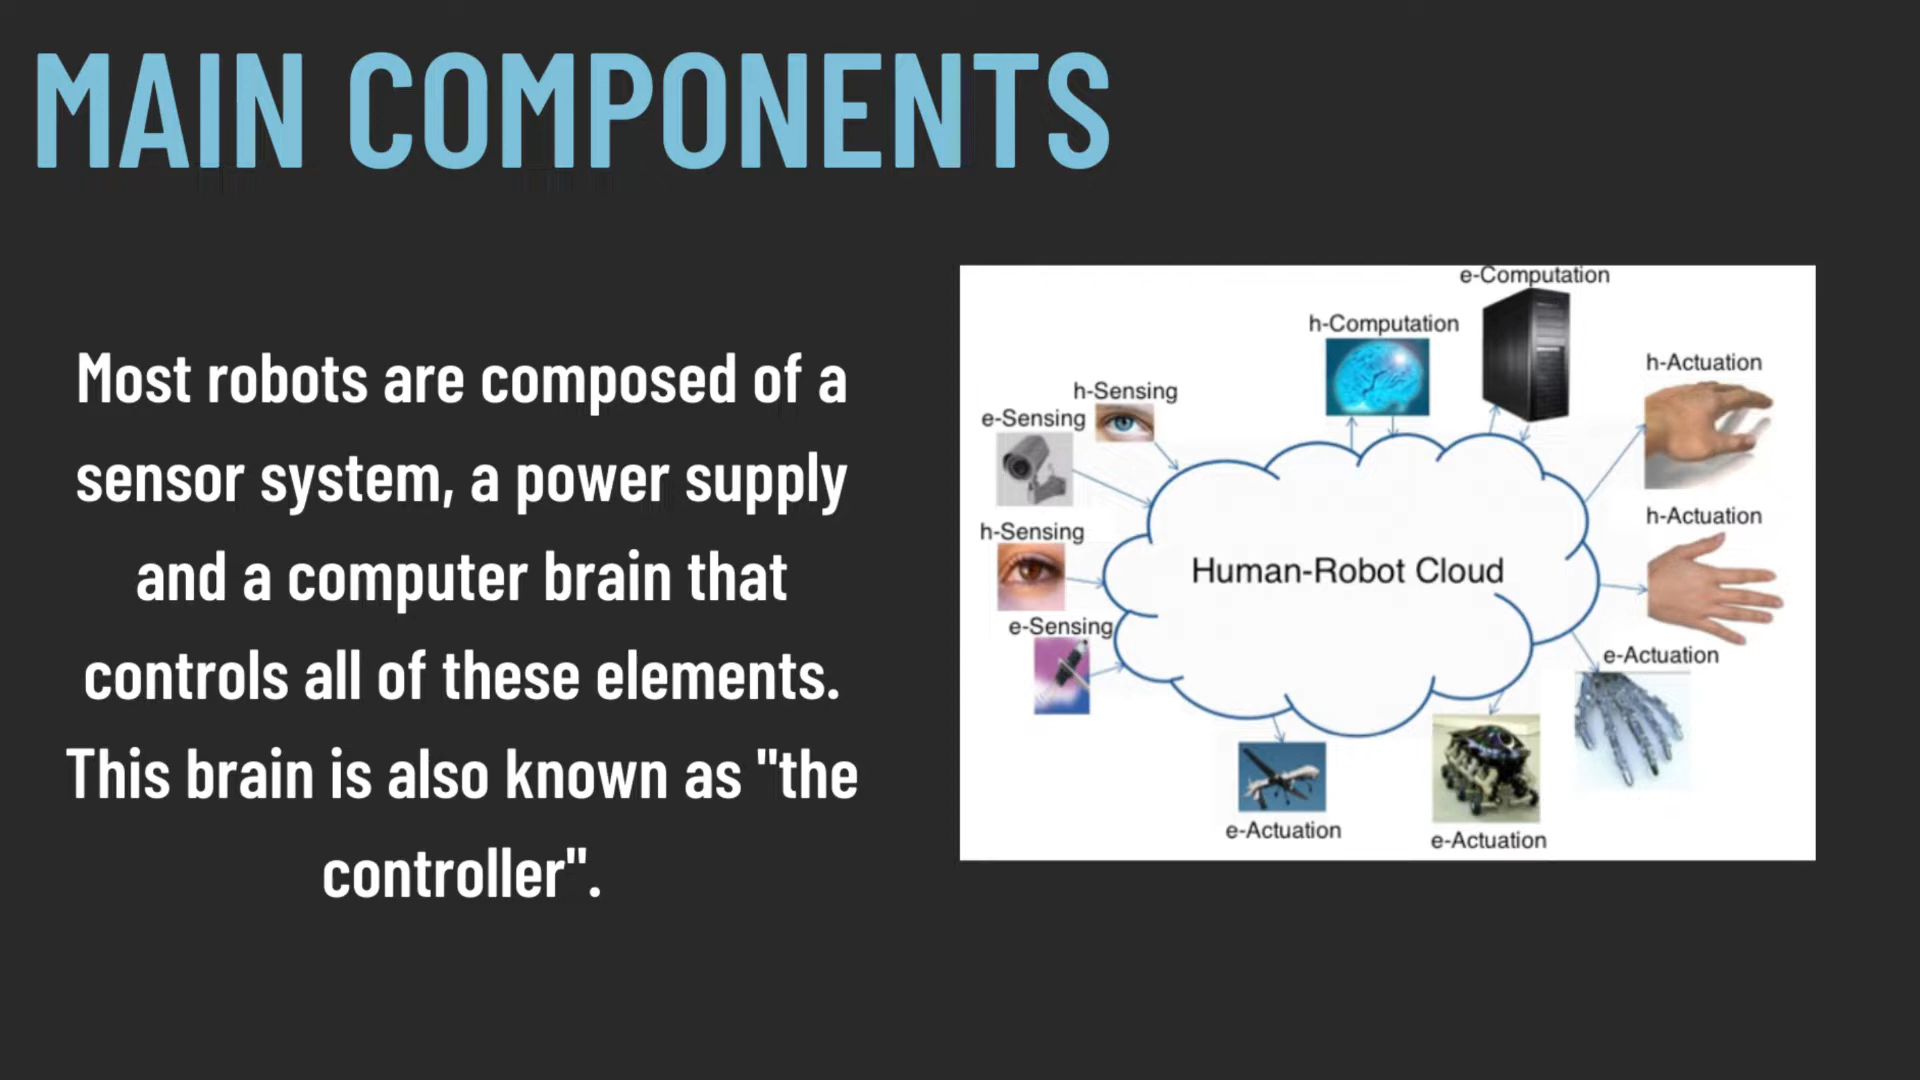 MAIN COMPONENTS
Most robots are composed of a
sensor system, a power supply
and a computer brain that
controls all of these elements.
This brain is also known as "the
controller".
e-Computation
h-Computation
h-Actuation
h-Sensing
e-Sensing
h-Actuation
h-Sensing
Human-Robot Cloud
e-Sensing
e-Actuation
e-Actuation
e-Actuation